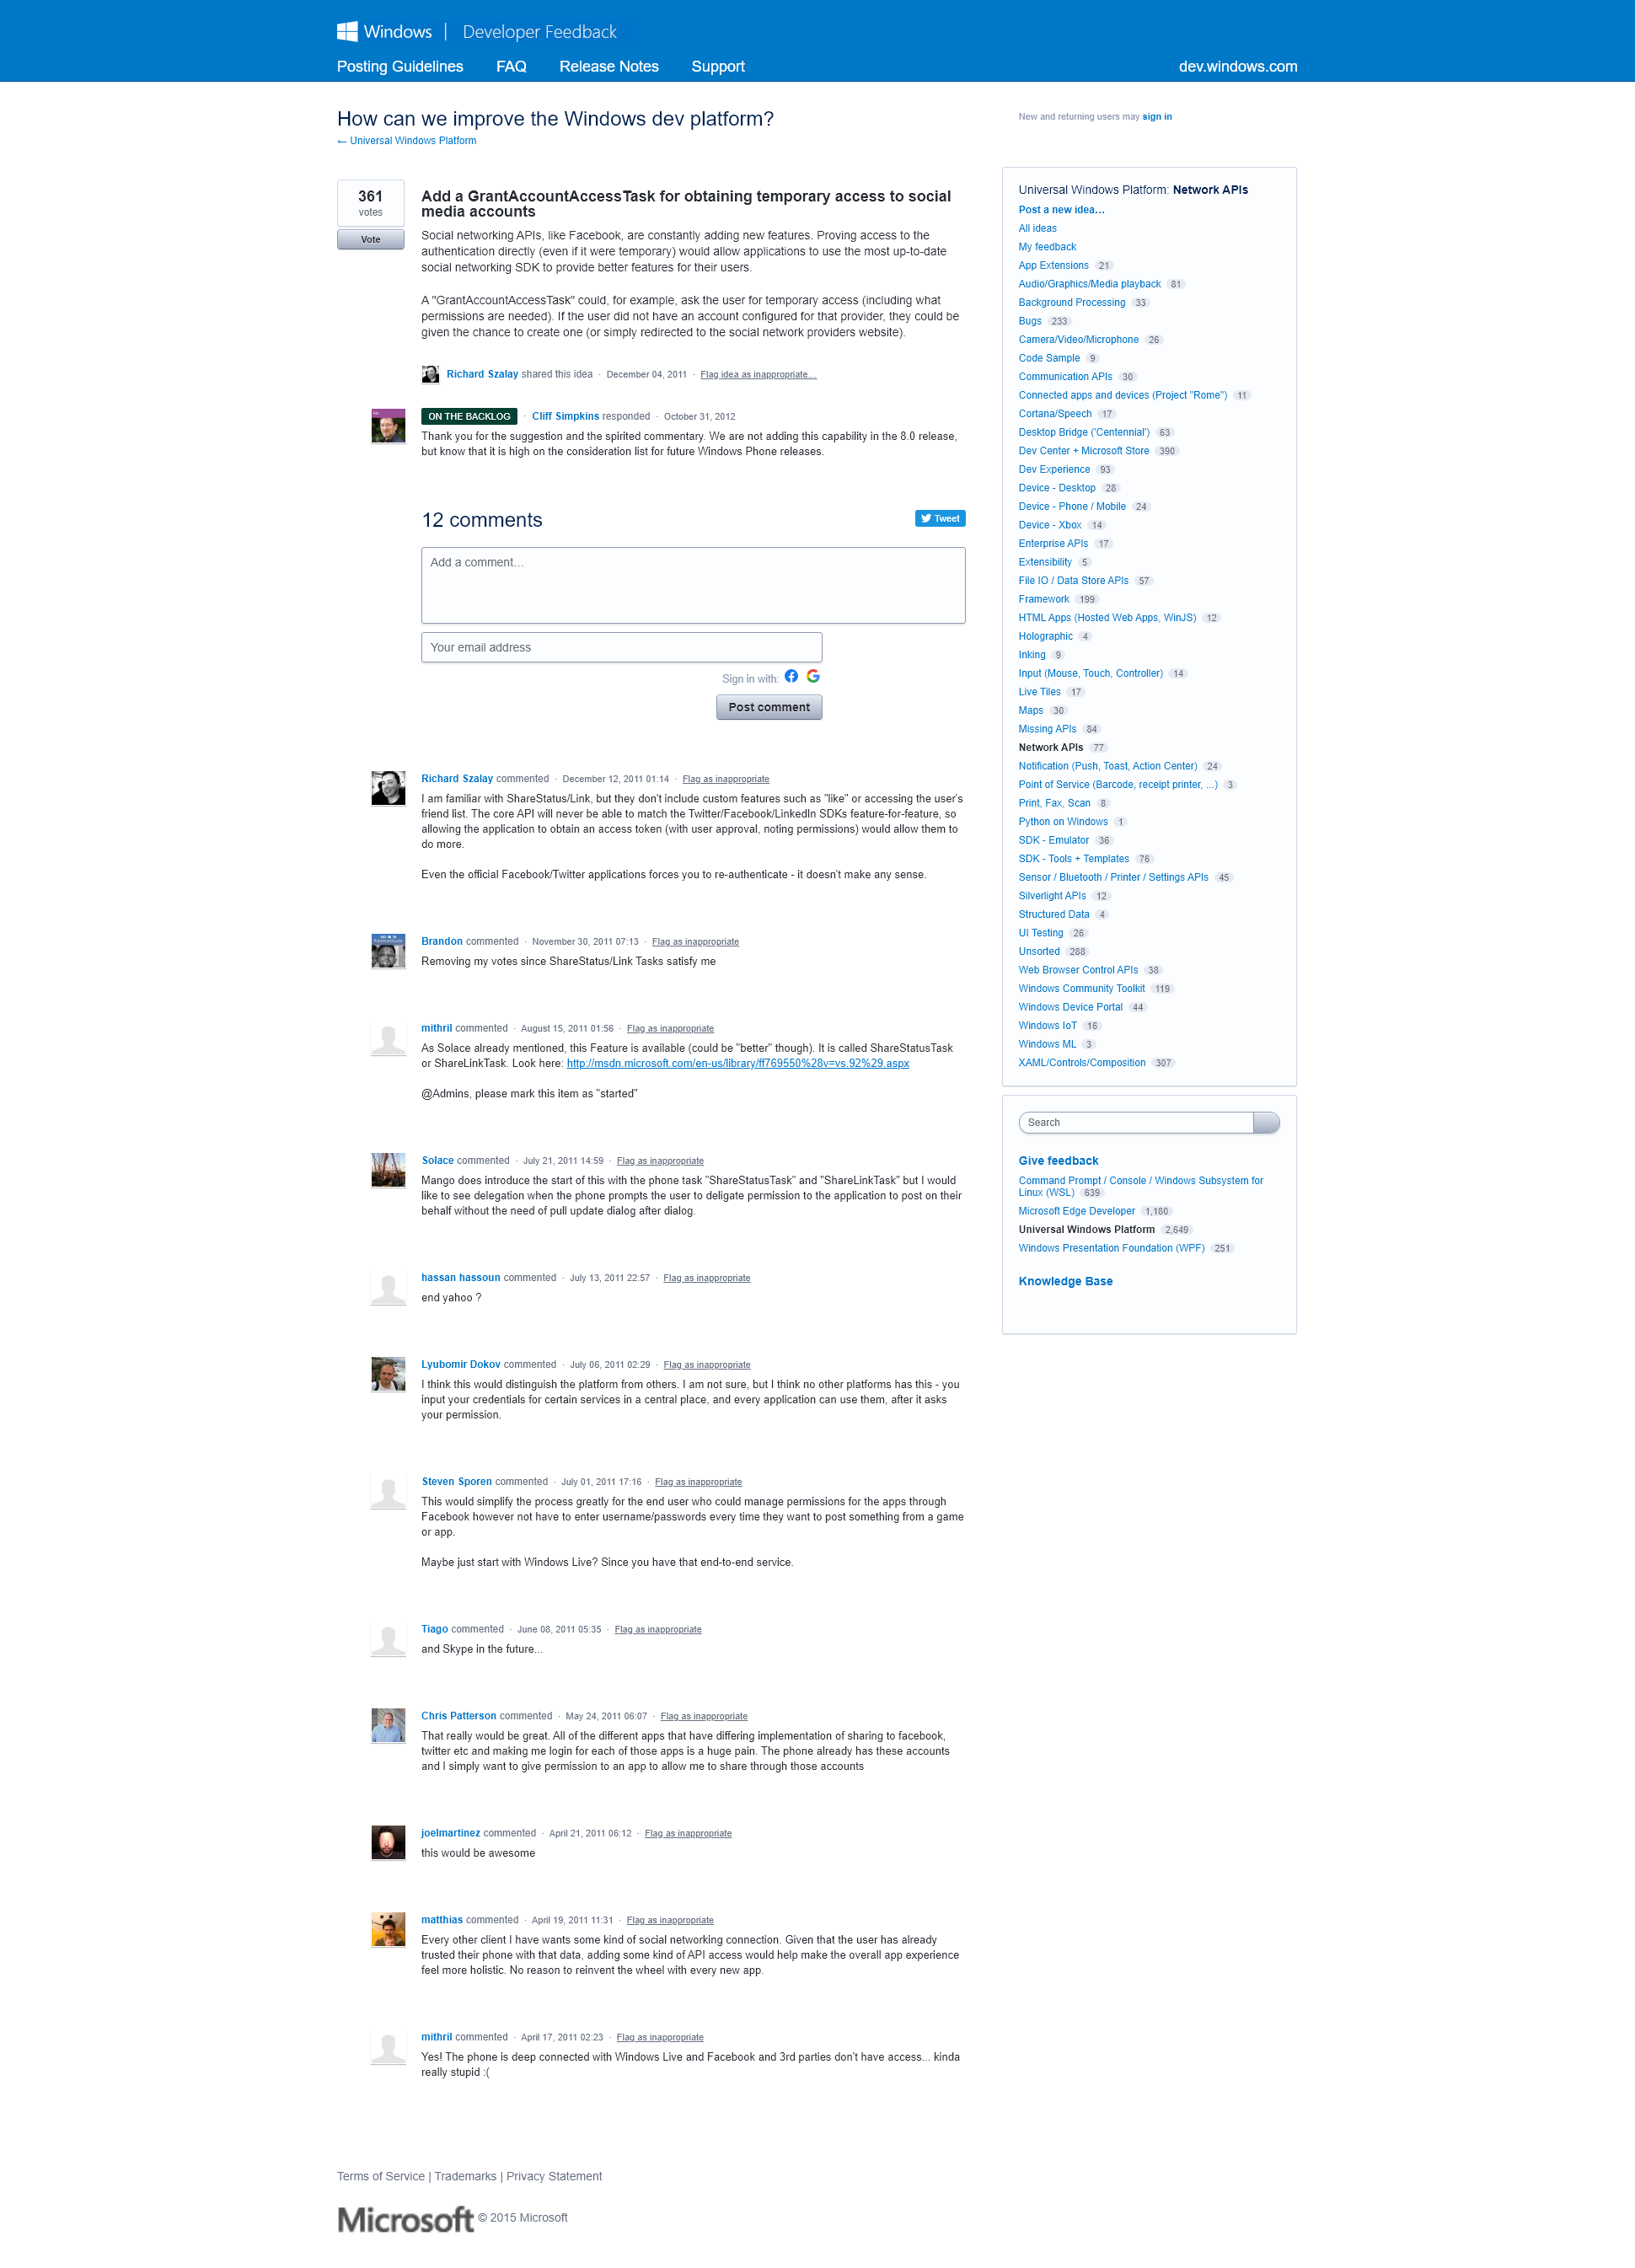 Windows | Developer Feedback
Posting Guidelines FAQ Release Notes Support dev.windows.com
How can we improve the Windows dev platform?
← Universal Windows Platform
New and returning users may sign in
361
votes
Vote
Add a GrantAccountAccessTask for obtaining temporary access to social
media accounts
Social networking APIs, like Facebook, are constantly adding new features. Proving access to the
authentication directly (even if it were temporary) would allow applications to use the most up-to-date
social networking SDK to provide better features for their users.
A "GrantAccountAccessTask" could, for example, ask the user for temporary access (including what
permissions are needed). If the user did not have an account configured for that provider, they could be
given the chance to create one (or simply redirected to the social network providers website).
Richard Szalay shared this idea · December 04, 2011 · Flag idea as inappropriate…
ON THE BACKLOG · Cliff Simpkins responded · October 31, 2012
Thank you for the suggestion and the spirited commentary. We are not adding this capability in the 8.0 release,
but know that it is high on the consideration list for future Windows Phone releases.
12 comments
Tweet
Add a comment…
Your email address
Sign in with:
Post comment
Richard Szalay commented · December 12, 2011 01:14 · Flag as inappropriate
I am familiar with ShareStatus/Link, but they don't include custom features such as "like" or accessing the user's
friend list. The core API will never be able to match the Twitter/Facebook/LinkedIn SDKs feature-for-feature, so
allowing the application to obtain an access token (with user approval, noting permissions) would allow them to
do more.
Even the official Facebook/Twitter applications forces you to re-authenticate - it doesn't make any sense.
Brandon commented · November 30, 2011 07:13 · Flag as inappropriate
Removing my votes since ShareStatus/Link Tasks satisfy me
mithril commented · August 15, 2011 01:56 · Flag as inappropriate
As Solace already mentioned, this Feature is available (could be "better" though). It is called ShareStatusTask
or ShareLinkTask. Look here: http://msdn.microsoft.com/en-us/library/ff769550%28v=vs.92%29.aspx
@Admins, please mark this item as "started"
Solace commented · July 21, 2011 14:59 · Flag as inappropriate
Mango does introduce the start of this with the phone task "ShareStatusTask" and "ShareLinkTask" but I would
like to see delegation when the phone prompts the user to deligate permission to the application to post on their
behalf without the need of pull update dialog after dialog.
hassan hassoun commented · July 13, 2011 22:57 · Flag as inappropriate
end yahoo ?
Lyubomir Dokov commented · July 06, 2011 02:29 · Flag as inappropriate
I think this would distinguish the platform from others. I am not sure, but I think no other platforms has this - you
input your credentials for certain services in a central place, and every application can use them, after it asks
your permission.
Steven Sporen commented · July 01, 2011 17:16 · Flag as inappropriate
This would simplify the process greatly for the end user who could manage permissions for the apps through
Facebook however not have to enter username/passwords every time they want to post something from a game
or app.
Maybe just start with Windows Live? Since you have that end-to-end service.
Tiago commented · June 08, 2011 05:35 · Flag as inappropriate
and Skype in the future...
Chris Patterson commented · May 24, 2011 06:07 · Flag as inappropriate
That really would be great. All of the different apps that have differing implementation of sharing to facebook,
twitter etc and making me login for each of those apps is a huge pain. The phone already has these accounts
and I simply want to give permission to an app to allow me to share through those accounts
joelmartinez commented · April 21, 2011 06:12 · Flag as inappropriate
this would be awesome
matthias commented · April 19, 2011 11:31 · Flag as inappropriate
Every other client I have wants some kind of social networking connection. Given that the user has already
trusted their phone with that data, adding some kind of API access would help make the overall app experience
feel more holistic. No reason to reinvent the wheel with every new app.
mithril commented · April 17, 2011 02:23 · Flag as inappropriate
Yes! The phone is deep connected with Windows Live and Facebook and 3rd parties don't have access... kinda
really stupid :(
Universal Windows Platform: Network APIs
Post a new idea…
All ideas
My feedback
App Extensions 21
Audio/Graphics/Media playback 81
Background Processing 33
Bugs 233
Camera/Video/Microphone 26
Code Sample 9
Communication APIs 30
Connected apps and devices (Project "Rome") 11
Cortana/Speech 17
Desktop Bridge ('Centennial') 63
Dev Center + Microsoft Store 390
Dev Experience 93
Device - Desktop 28
Device - Phone / Mobile 24
Device - Xbox 14
Enterprise APIs 17
Extensibility 5
File IO / Data Store APIs 57
Framework 199
HTML Apps (Hosted Web Apps, WinJS) 12
Holographic 4
Inking 9
Input (Mouse, Touch, Controller) 14
Live Tiles 17
Maps 30
Missing APIs 84
Network APIs 77
Notification (Push, Toast, Action Center) 24
Point of Service (Barcode, receipt printer, ...) 3
Print, Fax, Scan 8
Python on Windows 1
SDK - Emulator 36
SDK - Tools + Templates 76
Sensor / Bluetooth / Printer / Settings APIs 45
Silverlight APIs 12
Structured Data 4
UI Testing 26
Unsorted 288
Web Browser Control APIs 38
Windows Community Toolkit 119
Windows Device Portal 44
Windows IoT 16
Windows ML 3
XAML/Controls/Composition 307
Search
Give feedback
Command Prompt / Console / Windows Subsystem for
Linux (WSL) 639
Microsoft Edge Developer 1,180
Universal Windows Platform 2,649
Windows Presentation Foundation (WPF) 251
Knowledge Base
Terms of Service | Trademarks | Privacy Statement
Microsoft © 2015 Microsoft